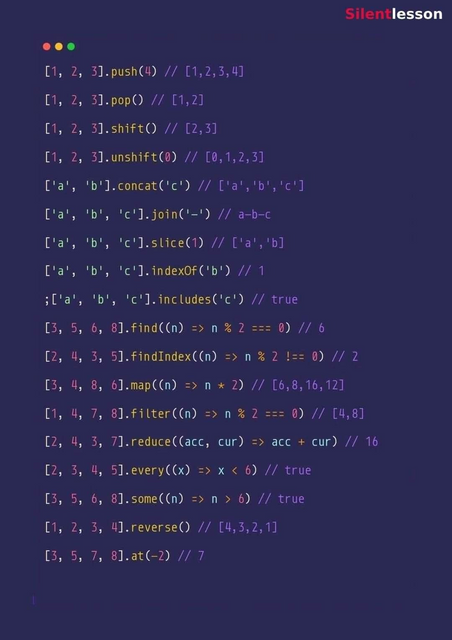 Silentlesson
[1, 2, 3].push(4) // [1,2,3,4]
[1, 2, 3].pop() // [1,2]
[1, 2, 3].shift() // [2,3]
[1, 2, 3].unshift(0) // [0,1,2,3]
['a', 'b'].concat('c') // ['a','b','c']
['a', 'b', 'c'].join('-') // a-b-c
['a', 'b', 'c'].slice(1) // ['a','b]
['a', 'b', 'c'].indexOf('b') // 1
;['a', 'b', 'c'].includes('c') // true
[3, 5, 6, 8].find((n) => n % 2 === 0) // 6
[2, 4, 3, 5].findIndex((n) => n % 2 !== 0) // 2
[3, 4, 8, 6].map((n) => n * 2) // [6,8,16,12]
[1, 4, 7, 8].filter((n) => n % 2 === 0) // [4,8]
[2, 4, 3, 7].reduce((acc, cur) => acc + cur) // 16
[2, 3, 4, 5].every((x) => x < 6) // true
[3, 5, 6, 8].some((n) => n > 6) // true
[1, 2, 3, 4].reverse() // [4,3,2,1]
[3, 5, 7, 8].at(-2) // 7